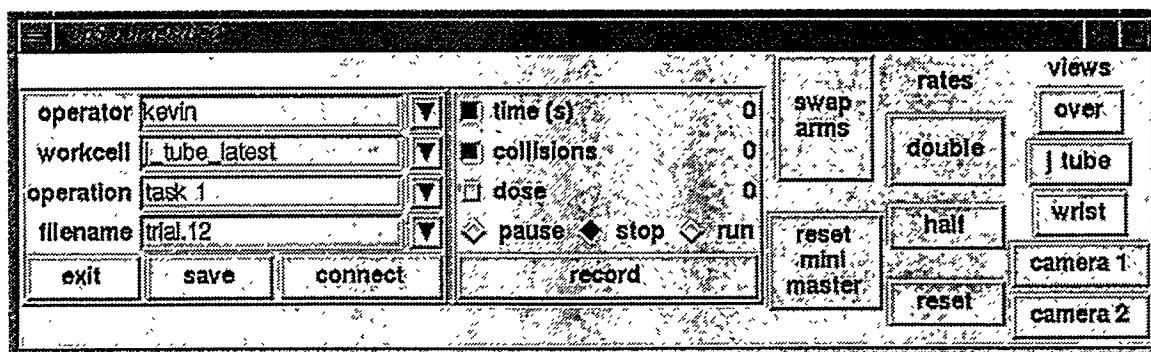 operator kevin
workcell j_tube_latest
operation task 1
filename trial.12
exit save connect
time (s) 0
collisions 0
dose 0
pause stop run
record
swap
arms
reset
mini
master
rates
double
half
reset
views
over
j tube
wrist
camera 1
camera 2